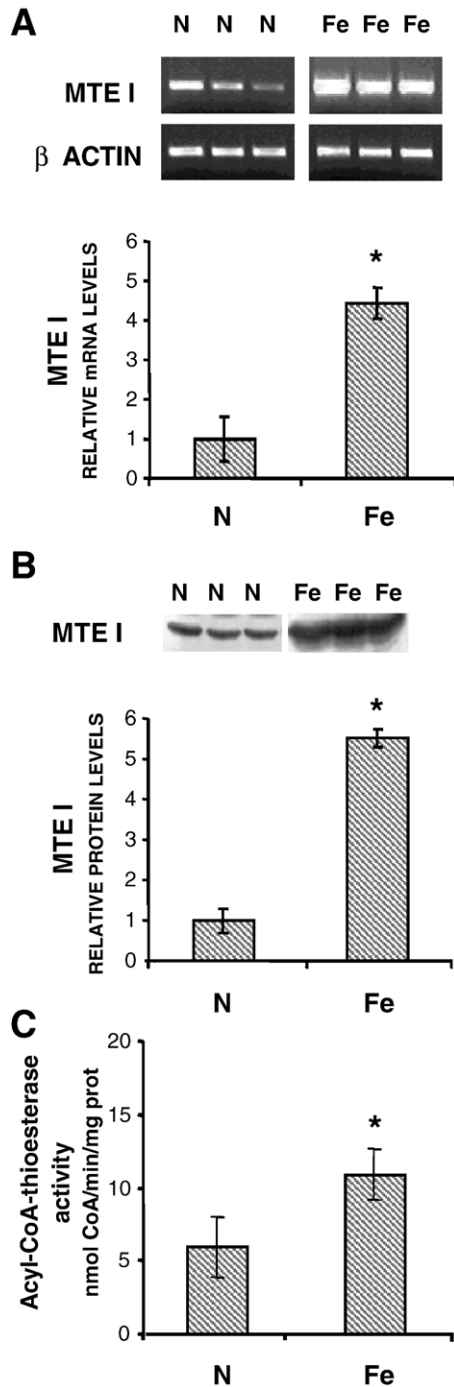 A
N N N Fe Fe Fe
MTE I
β ACTIN
MTE I
RELATIVE mRNA LEVELS
6
5
4
3
2
1
0
*
N Fe
B
N N N Fe Fe Fe
MTE I
MTE I
RELATIVE PROTEIN LEVELS
6
5
4
3
2
1
0
*
N Fe
C
Acyl-CoA-thioesterase
activity
nmol CoA/min/mg prot
20
15
10
5
0
*
N Fe